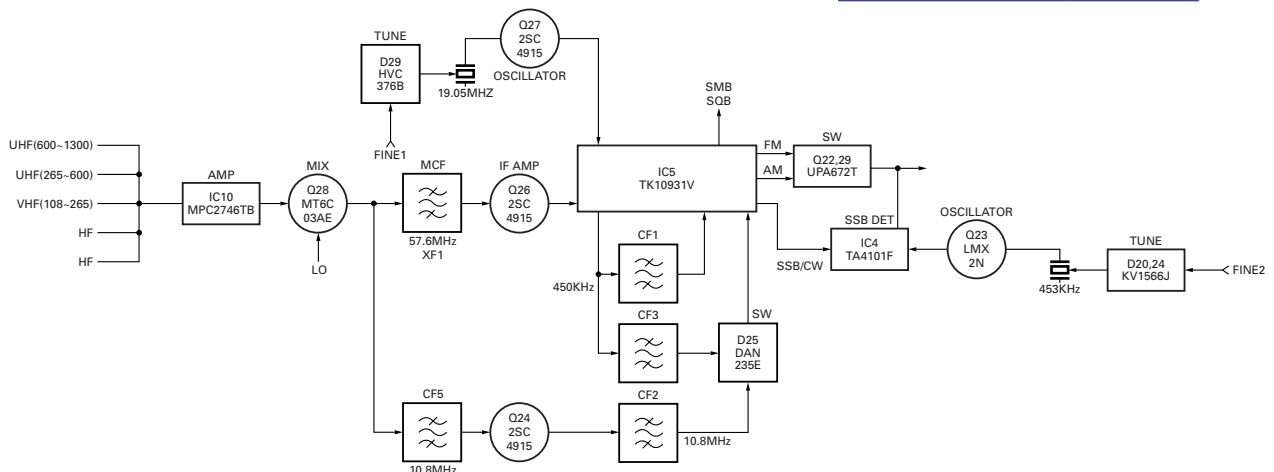 TUNE
D29
HVC
376B
Q27
2SC
4915
OSCILLATOR
19.05MHZ
FINE1
SMB
SQB
UHF(600~1300)
UHF(265~600)
VHF(108~265)
HF
HF
AMP
IC10
MPC2746TB
MIX
Q28
MT6C
03AE
LO
MCF
57.6MHz
XF1
IF AMP
Q26
2SC
4915
IC5
TK10931V
FM
AM
SW
Q22,29
UPA672T
SSB DET
IC4
TA4101F
SSB/CW
OSCILLATOR
Q23
LMX
2N
453KHz
TUNE
D20,24
KV1566J
FINE2
450KHz
CF1
CF3
SW
D25
DAN
235E
CF5
10.8MHz
Q24
2SC
4915
CF2
10.8MHz